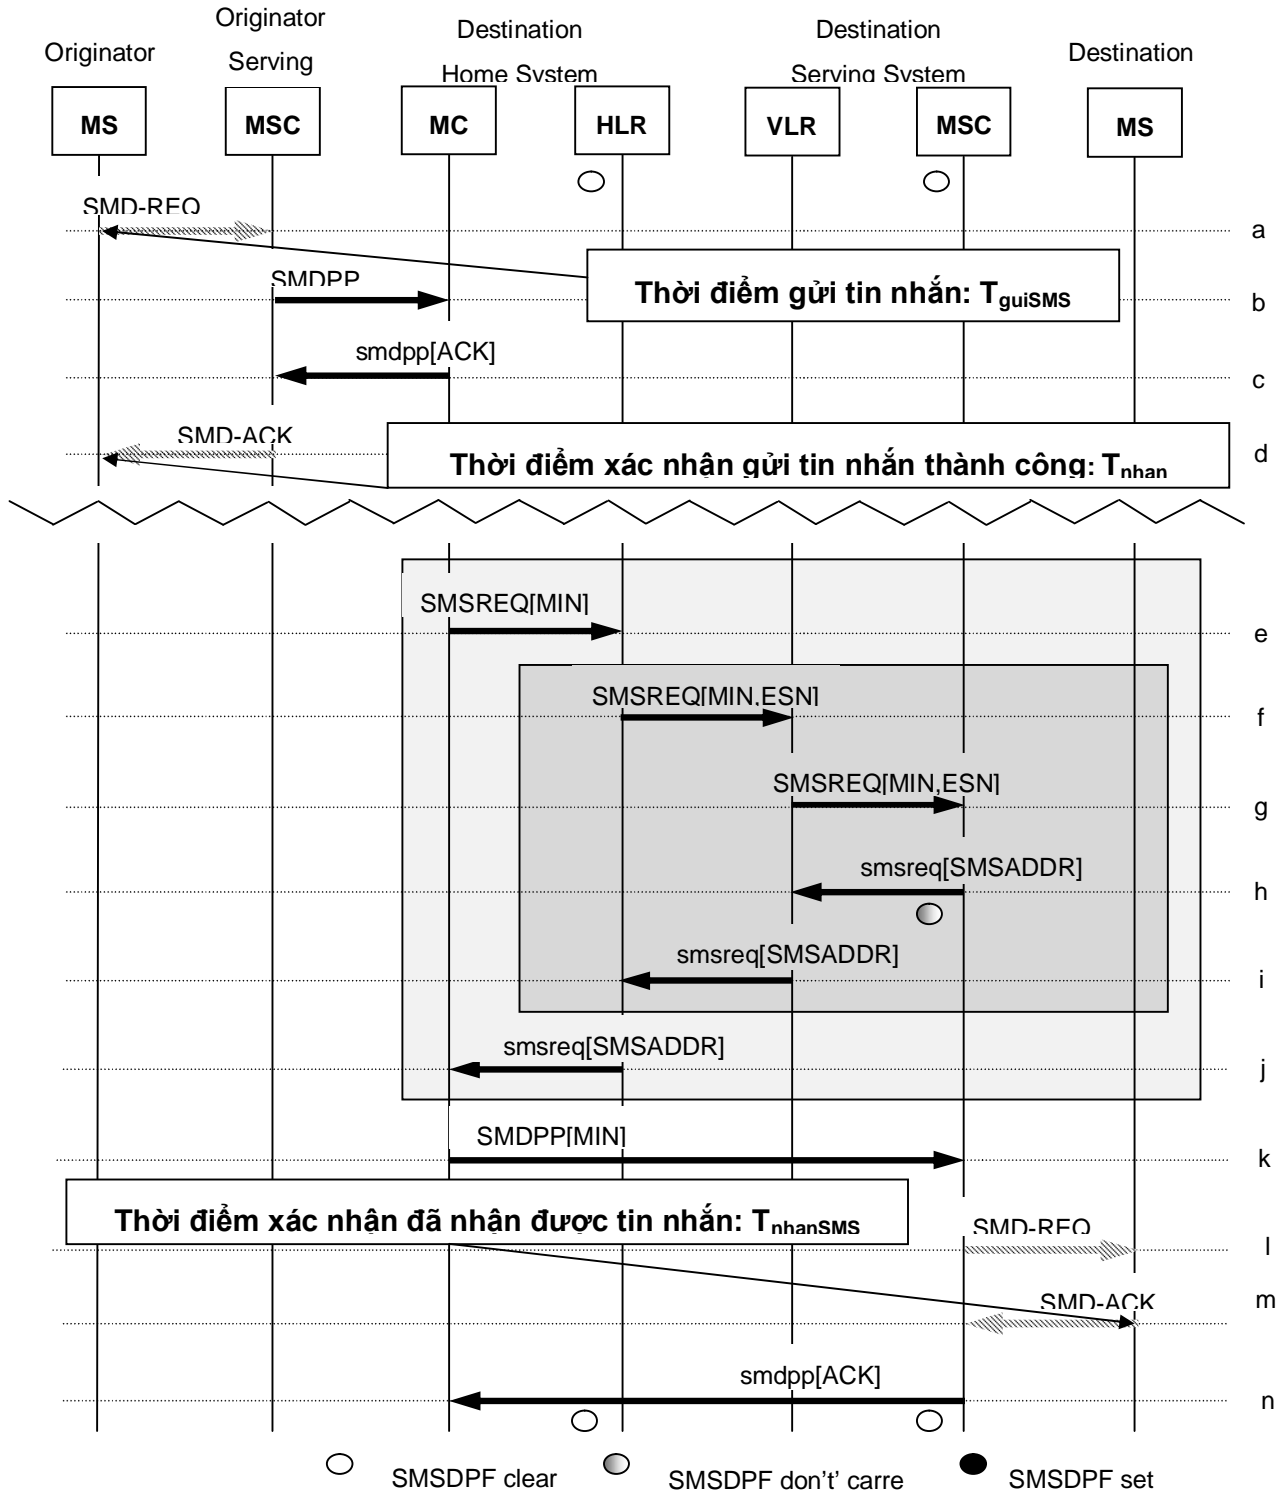 Originator
Originator
Serving
Destination
Home System
Destination
Serving System
Destination
MS
MSC
MC
HLR
VLR
MSC
MS
SMD-REQ
a
Thời điểm gửi tin nhắn: TguiSMS
SMDPP
b
smdpp[ACK]
c
SMD-ACK
d
Thời điểm xác nhận gửi tin nhắn thành công: Tnhan
SMSREQ[MIN]
e
SMSREQ[MIN,ESN]
f
SMSREQ[MIN,ESN]
g
smsreq[SMSADDR]
h
smsreq[SMSADDR]
i
smsreq[SMSADDR]
j
SMDPP[MIN]
k
Thời điểm xác nhận đã nhận được tin nhắn: TnhanSMS
SMD-REQ
l
SMD-ACK
m
smdpp[ACK]
n
SMSDPF clear
SMSDPF don't' carre
SMSDPF set